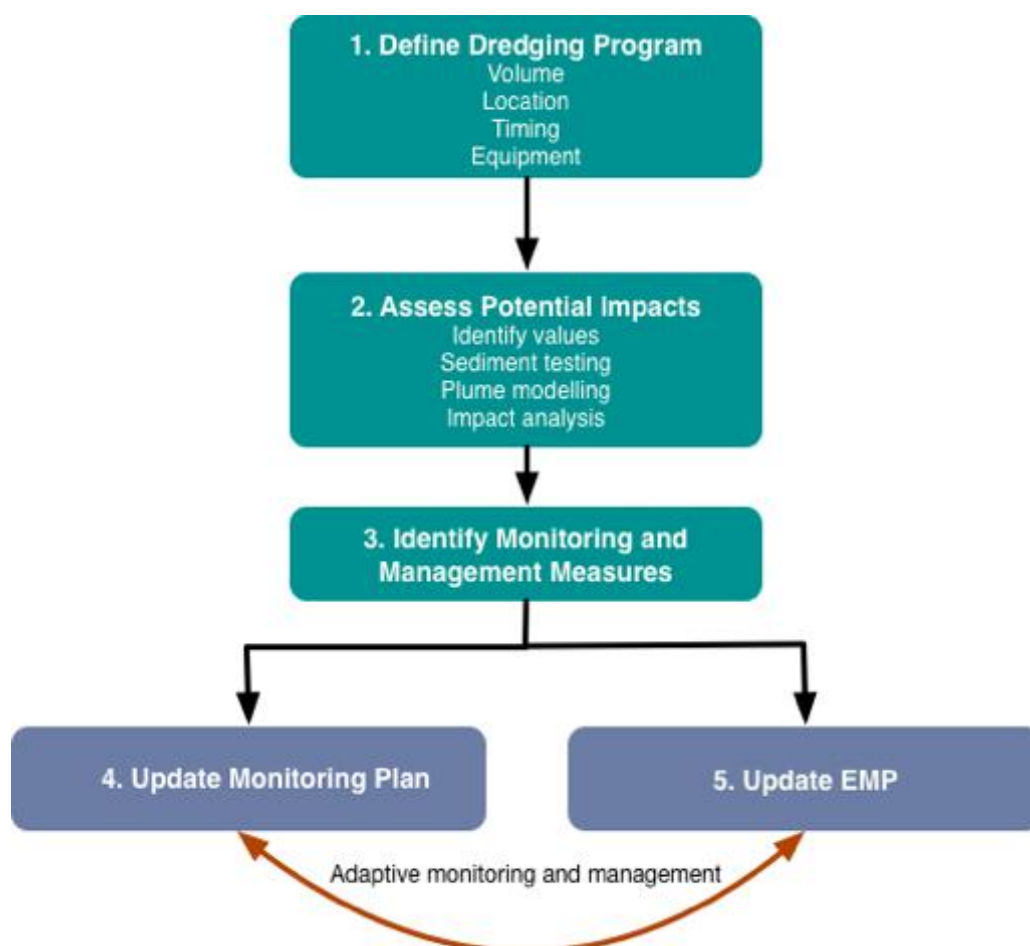 1. Define Dredging Program
Volume
Location
Timing
Equipment
2. Assess Potential Impacts
Identify values
Sediment testing
Plume modelling
Impact analysis
3. Identify Monitoring and
Management Measures
4. Update Monitoring Plan
5. Update EMP
Adaptive monitoring and management